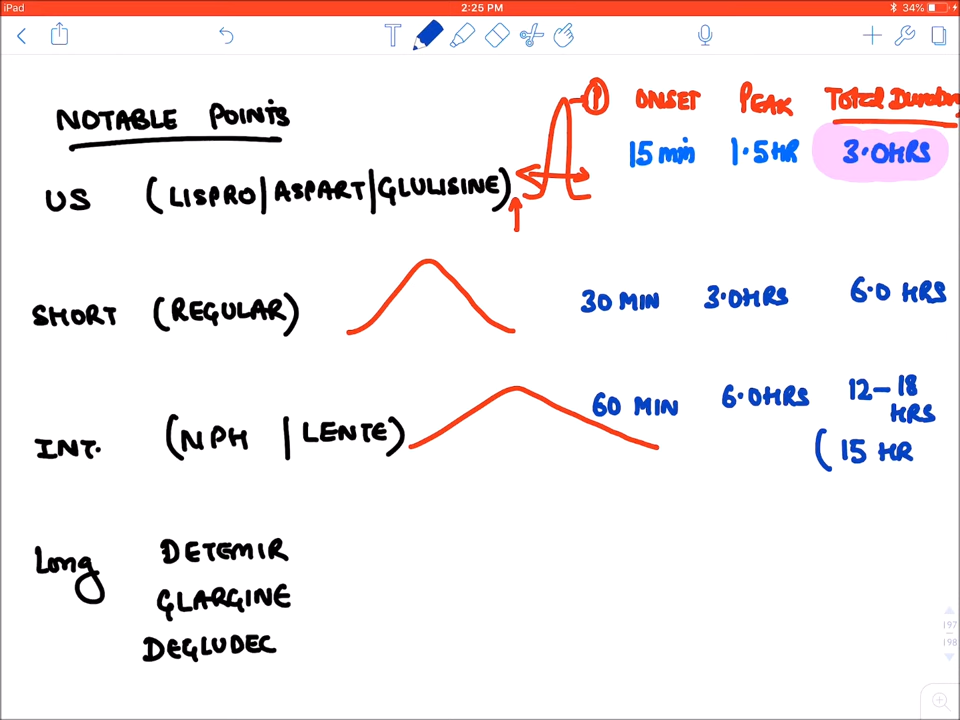 iPad 2:25 PM 34%
T
NOTABLE POINTS
P ONSET PEAK Total Duration
15 min 1.5 HR 3.0 HRS
US (LISPRO|ASPART|GLULISINE)
SHORT (REGULAR) 30 MIN 3.0 HRS 6.0 HRS
INT. (NPH | LENTE) 60 MIN 6.0 HRS 12-18 HRS
(15 HR
Long DETEMIR
GLARGINE
DEGLUDEC
197
198